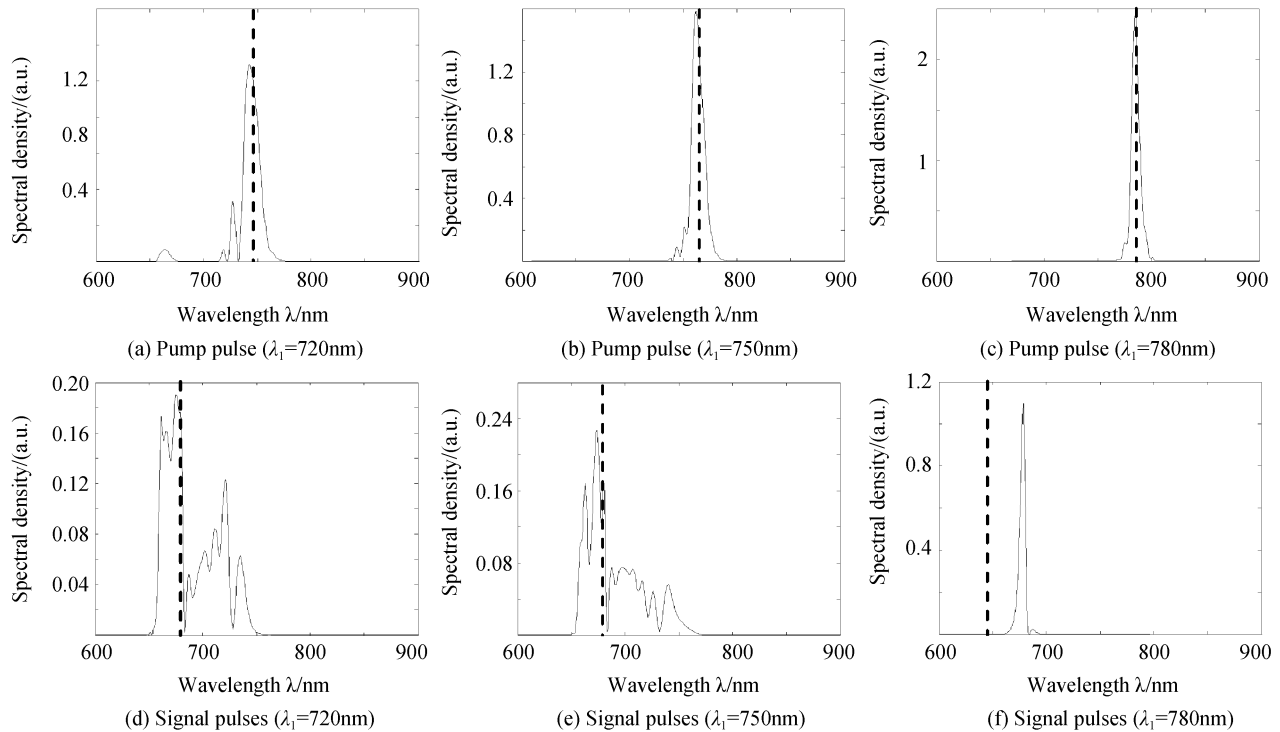 Spectral density/(a.u.)
1.2
0.8
0.4
600 700 800 900
Wavelength λ/nm
(a) Pump pulse (λ₁=720nm)
Spectral density/(a.u.)
1.2
0.8
0.4
600 700 800 900
Wavelength λ/nm
(b) Pump pulse (λ₁=750nm)
Spectral density/(a.u.)
2
1
600 700 800 900
Wavelength λ/nm
(c) Pump pulse (λ₁=780nm)
Spectral density/(a.u.)
0.20
0.16
0.12
0.08
0.04
600 700 800 900
Wavelength λ/nm
(d) Signal pulses (λ₁=720nm)
Spectral density/(a.u.)
0.24
0.16
0.08
600 700 800 900
Wavelength λ/nm
(e) Signal pulses (λ₁=750nm)
Spectral density/(a.u.)
1.2
0.8
0.4
600 700 800 900
Wavelength λ/nm
(f) Signal pulses (λ₁=780nm)